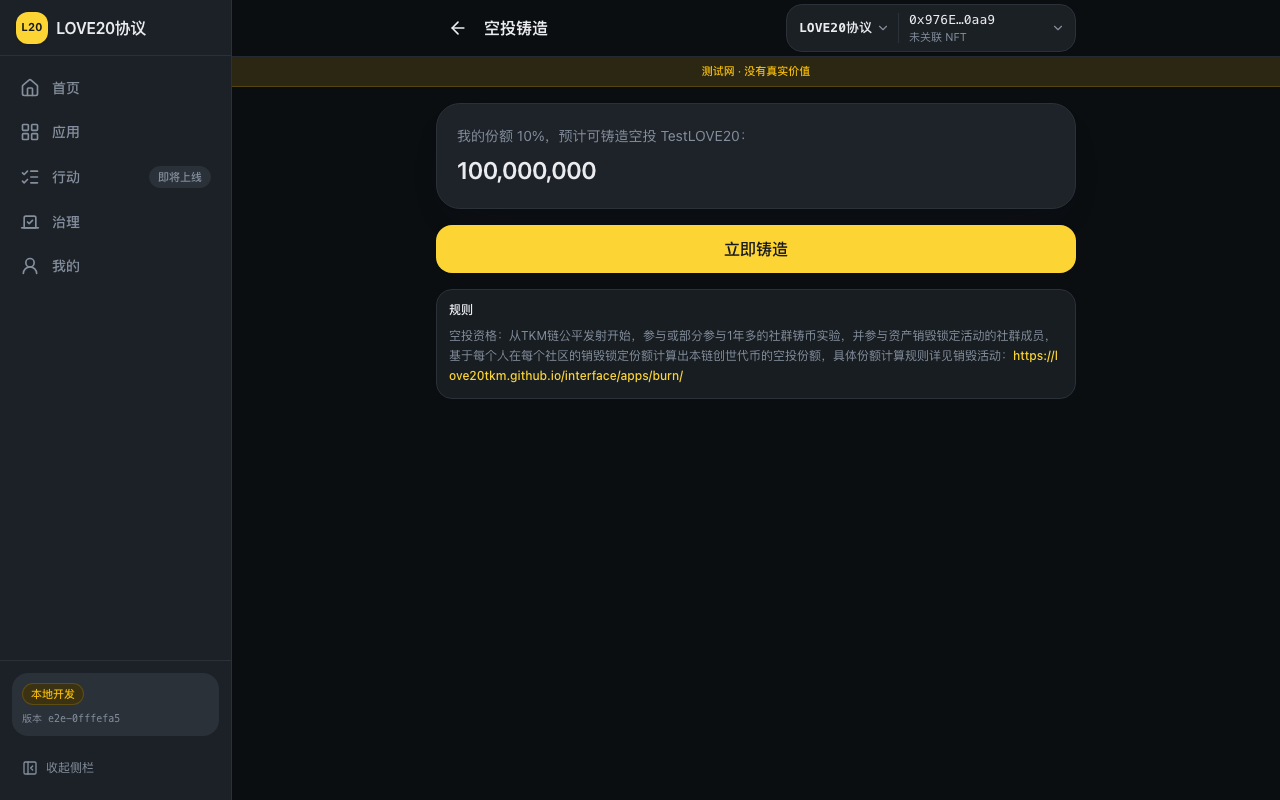 L20 LOVE20协议
首页
应用
行动 即将上线
治理
我的
本地开发
版本 e2e-0fffefa5
收起侧栏
空投铸造
LOVE20协议
0x976E…0aa9
未关联 NFT
测试网 · 没有真实价值
我的份额 10%，预计可铸造空投 TestLOVE20：
100,000,000
立即铸造
规则
空投资格：从TKM链公平发射开始，参与或部分参与1年多的社群铸币实验，并参与资产销毁锁定活动的社群成员，
基于每个人在每个社区的销毁锁定份额计算出本链创世代币的空投份额，具体份额计算规则详见销毁活动：https://l
ove20tkm.github.io/interface/apps/burn/